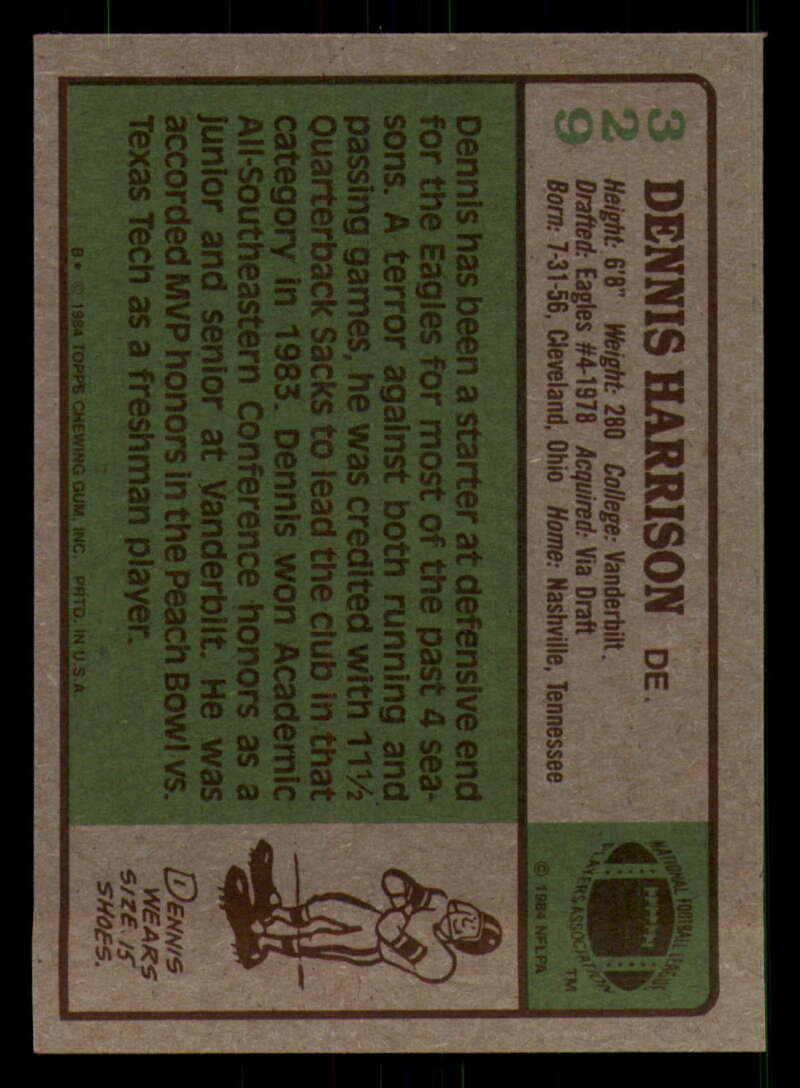 329
DENNIS HARRISON DE.
Height: 6'8" Weight: 280 College: Vanderbilt.
Drafted: Eagles #4-1978 Acquired: Via Draft
Born: 7-31-56, Cleveland, Ohio Home: Nashville, Tennessee
NATIONAL FOOTBALL LEAGUE
PLAYERS ASSOCIATION
TM
© 1984 NFLPA
Dennis has been a starter at defensive end
for the Eagles for most of the past 4 sea-
sons. A terror against both running and
passing games, he was credited with 11½
Quarterback Sacks to lead the club in that
category in 1983. Dennis won Academic
All-Southeastern Conference honors as a
junior and senior at Vanderbilt. He was
accorded MVP honors in the Peach Bowl vs.
Texas Tech as a freshman player.
B* © 1984 TOPPS CHEWING GUM, INC. PRTD. IN U.S.A.
DENNIS
WEARS
SIZE 15
SHOES.